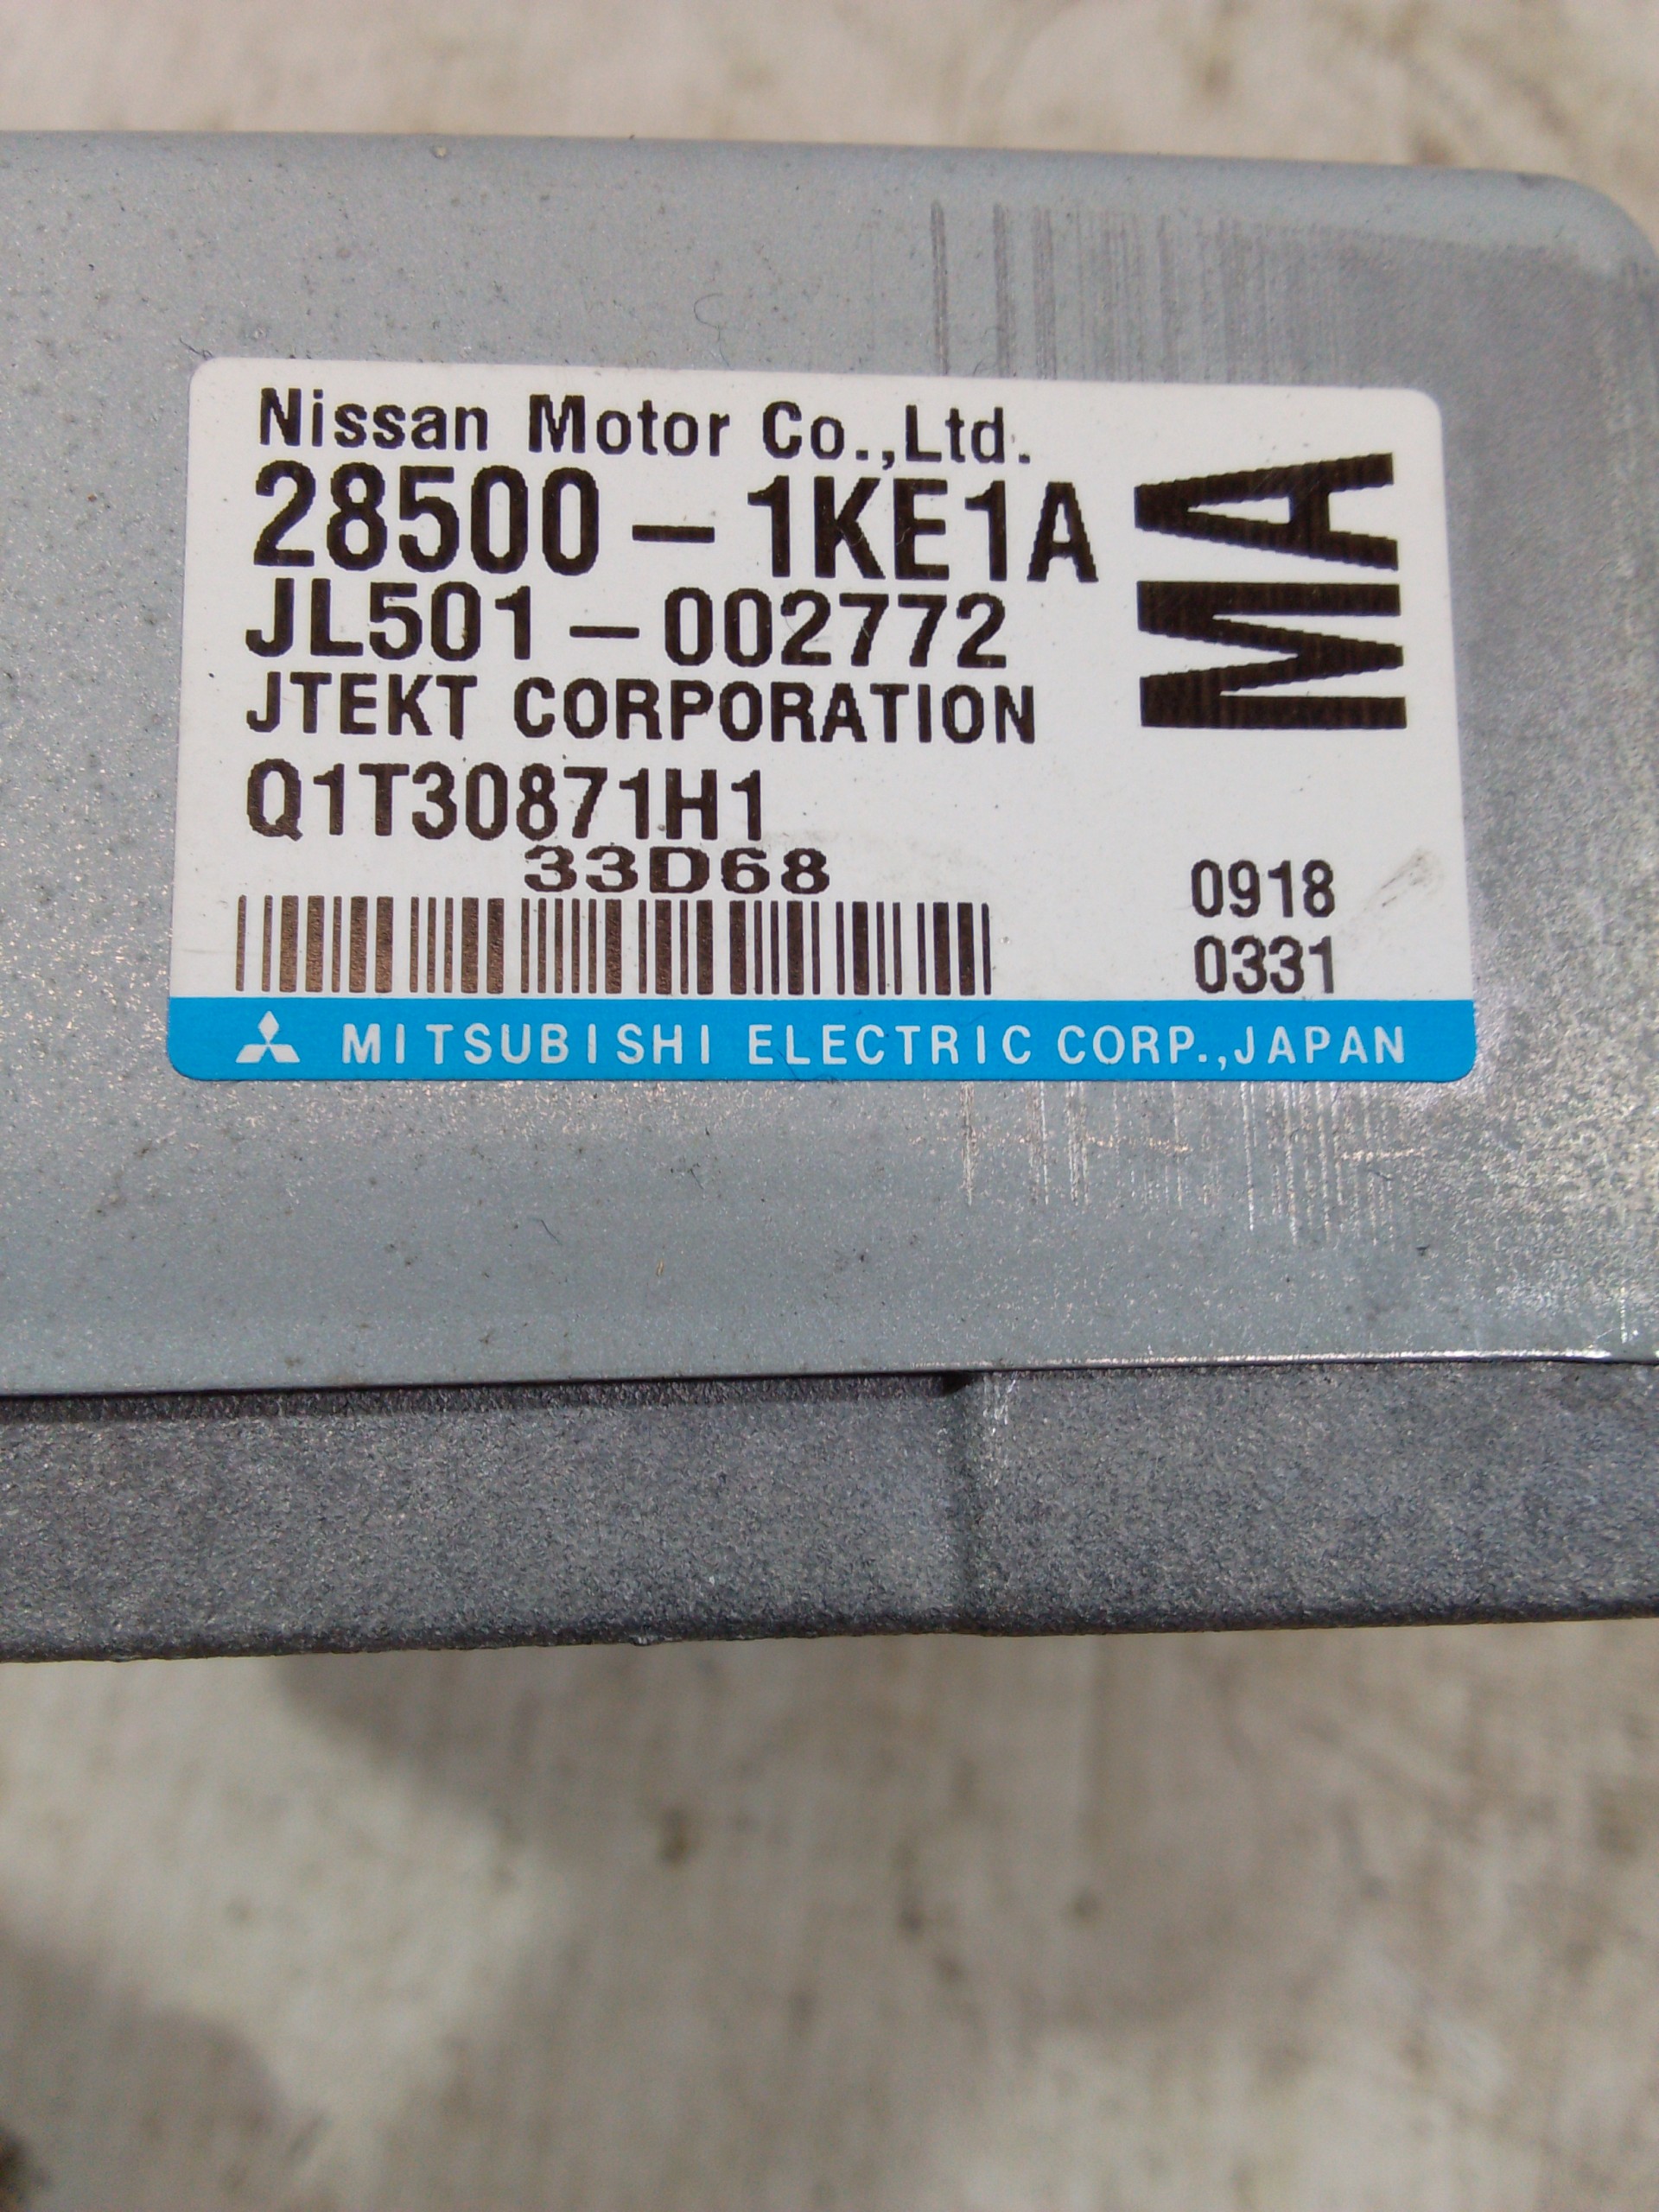 Nissan Motor Co.,Ltd.
28500-1KE1A
JL501-002772
JTEKT CORPORATION
MA
Q1T30871H1
33D68
0918
0331
MITSUBISHI ELECTRIC CORP.,JAPAN